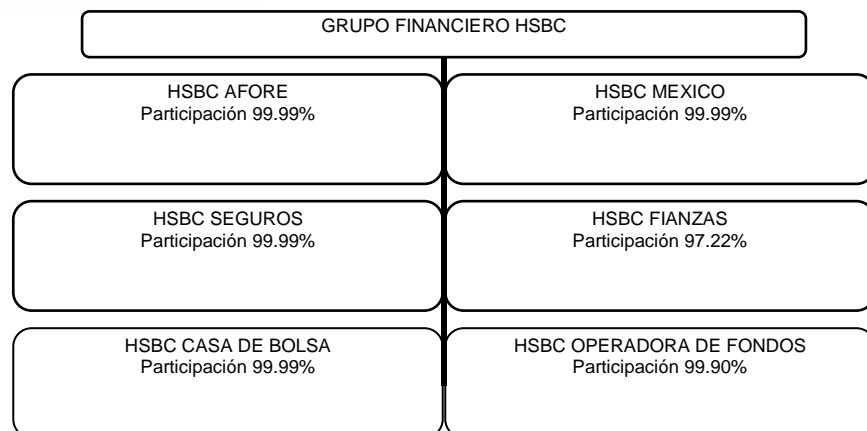 GRUPO FINANCIERO HSBC
HSBC AFORE
Participación 99.99%
HSBC MEXICO
Participación 99.99%
HSBC SEGUROS
Participación 99.99%
HSBC FIANZAS
Participación 97.22%
HSBC CASA DE BOLSA
Participación 99.99%
HSBC OPERADORA DE FONDOS
Participación 99.90%